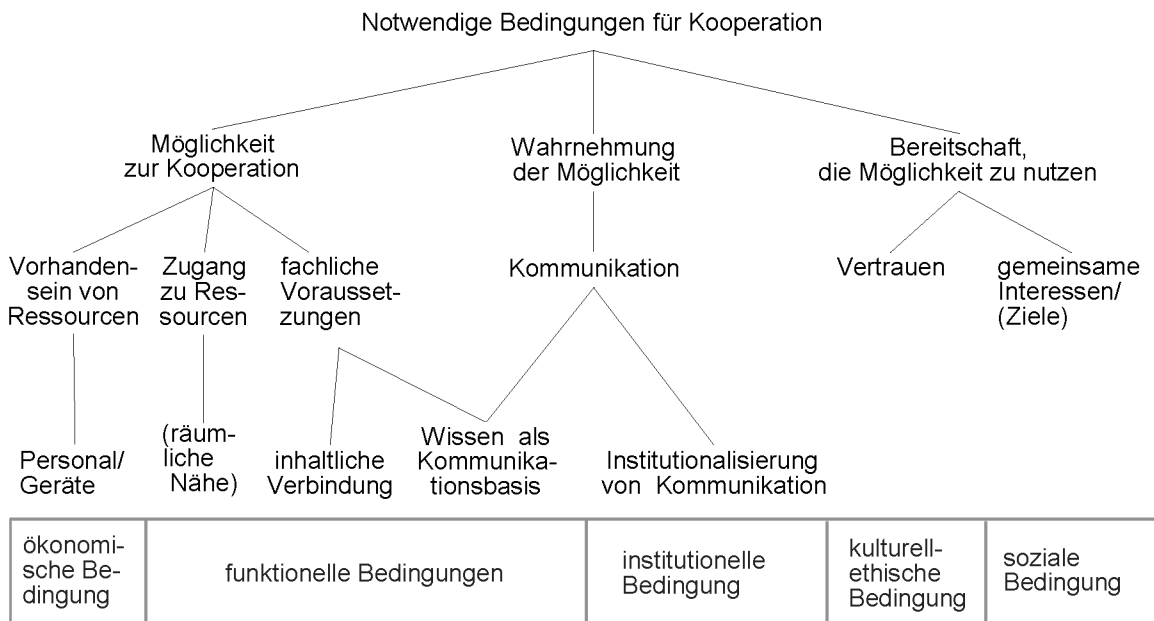 Notwendige Bedingungen für Kooperation
Möglichkeit
zur Kooperation
Wahrnehmung
der Möglichkeit
Bereitschaft,
die Möglichkeit zu nutzen
Vorhanden-
sein von
Ressourcen
Zugang
zu Res-
sourcen
fachliche
Vorausset-
zungen
Kommunikation
Vertrauen
gemeinsame
Interessen/
(Ziele)
Personal/
Geräte
(räum-
liche
Nähe)
inhaltliche
Verbindung
Wissen als
Kommunika-
tionsbasis
Institutionalisierung
von Kommunikation
ökonomi-
sche Be-
dingung
funktionelle Bedingungen
institutionelle
Bedingung
kulturell-
ethische
Bedingung
soziale
Bedingung